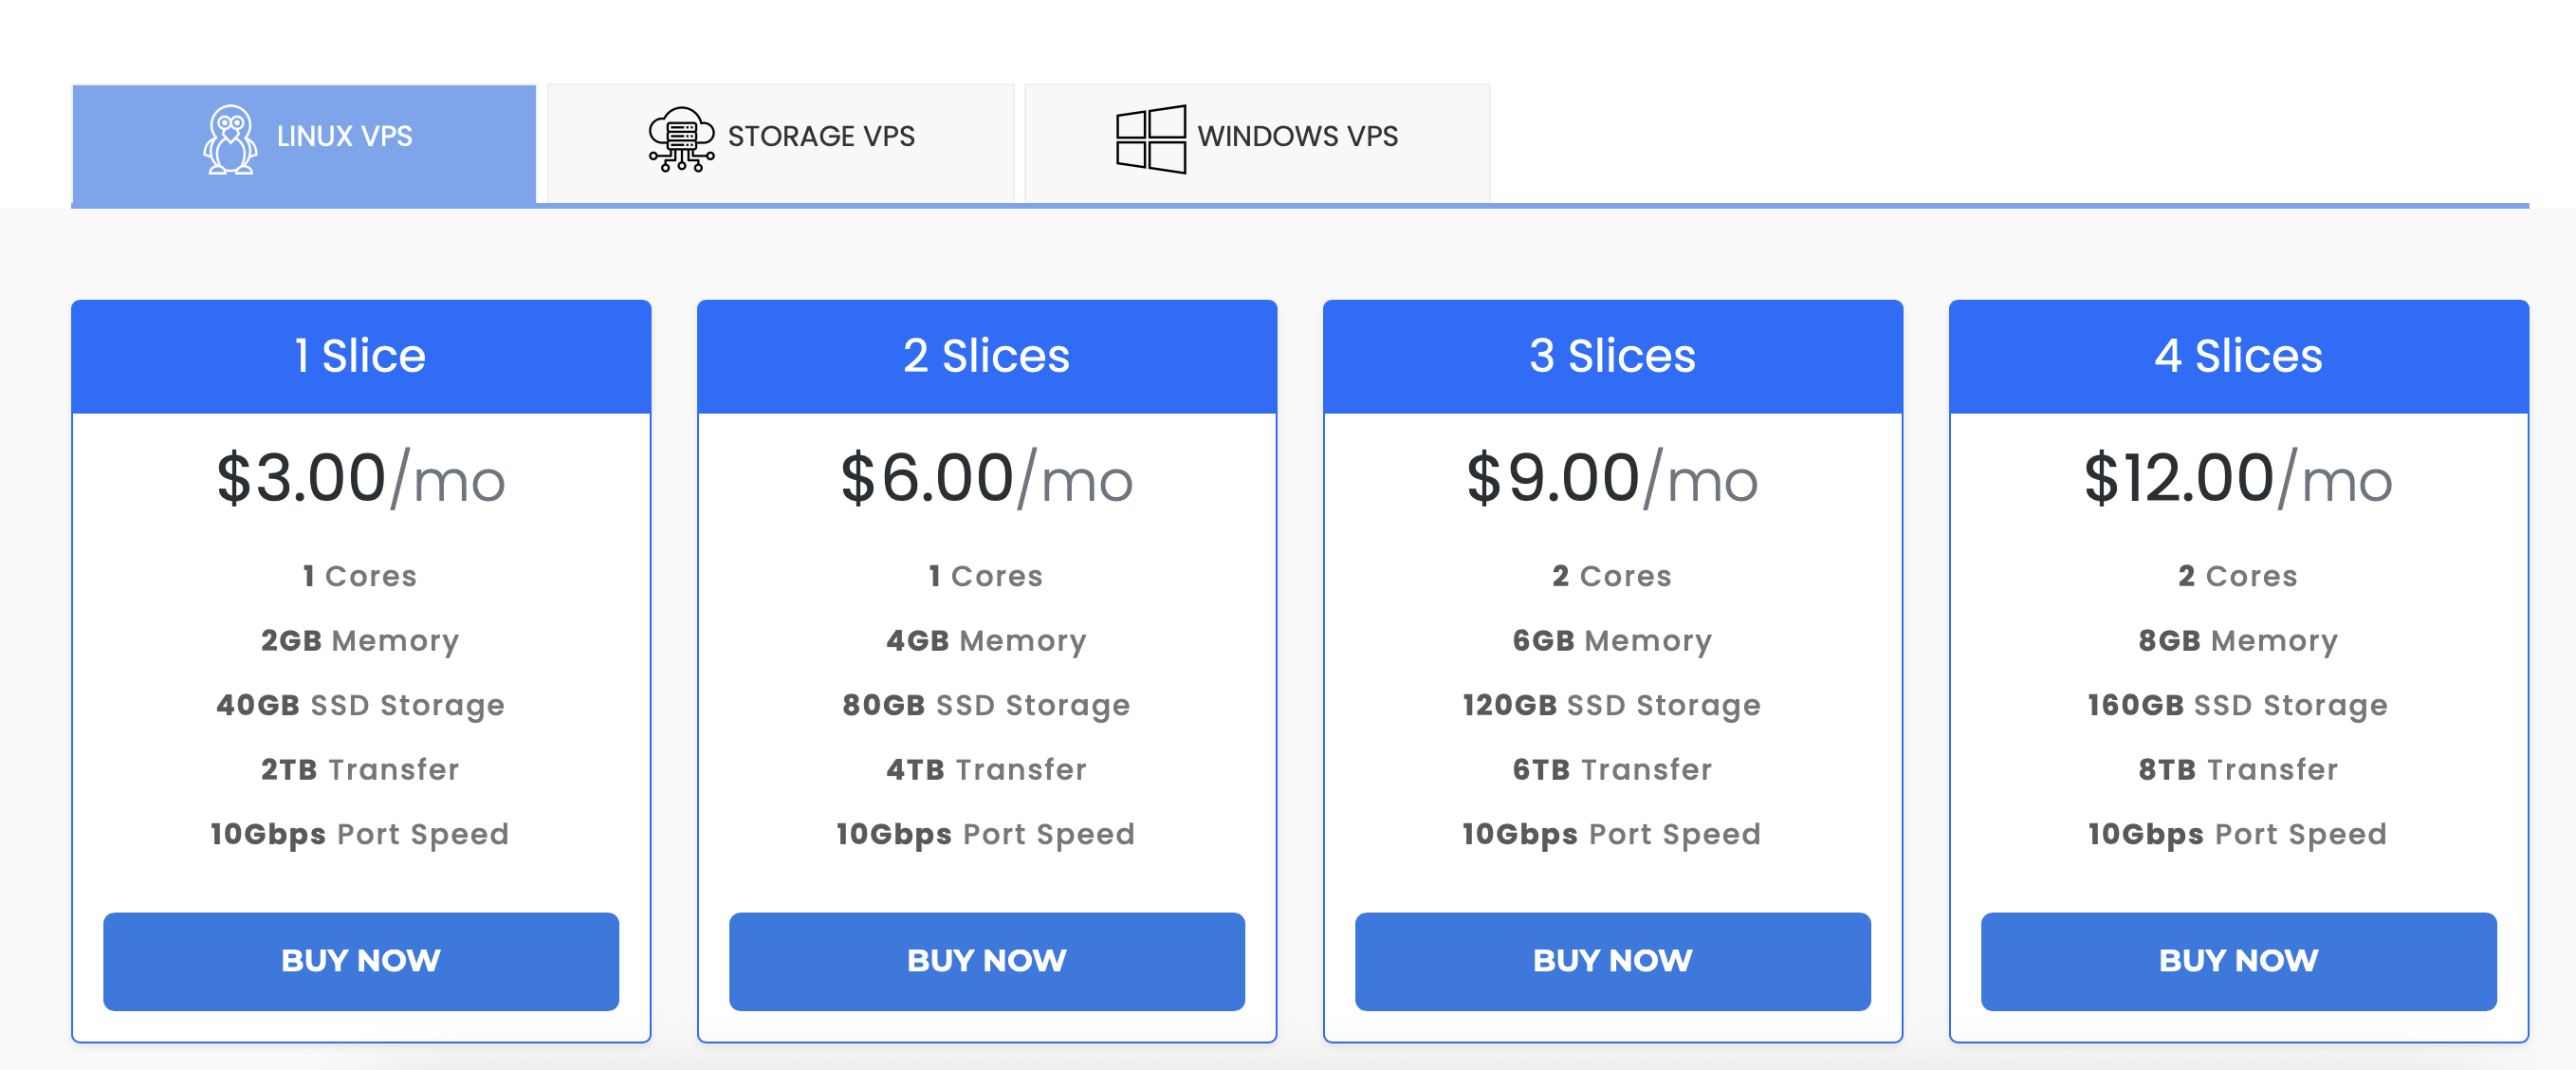 LINUX VPS
STORAGE VPS
WINDOWS VPS
1 Slice
$3.00/mo
1 Cores
2GB Memory
40GB SSD Storage
2TB Transfer
10Gbps Port Speed
BUY NOW
2 Slices
$6.00/mo
1 Cores
4GB Memory
80GB SSD Storage
4TB Transfer
10Gbps Port Speed
BUY NOW
3 Slices
$9.00/mo
2 Cores
6GB Memory
120GB SSD Storage
6TB Transfer
10Gbps Port Speed
BUY NOW
4 Slices
$12.00/mo
2 Cores
8GB Memory
160GB SSD Storage
8TB Transfer
10Gbps Port Speed
BUY NOW